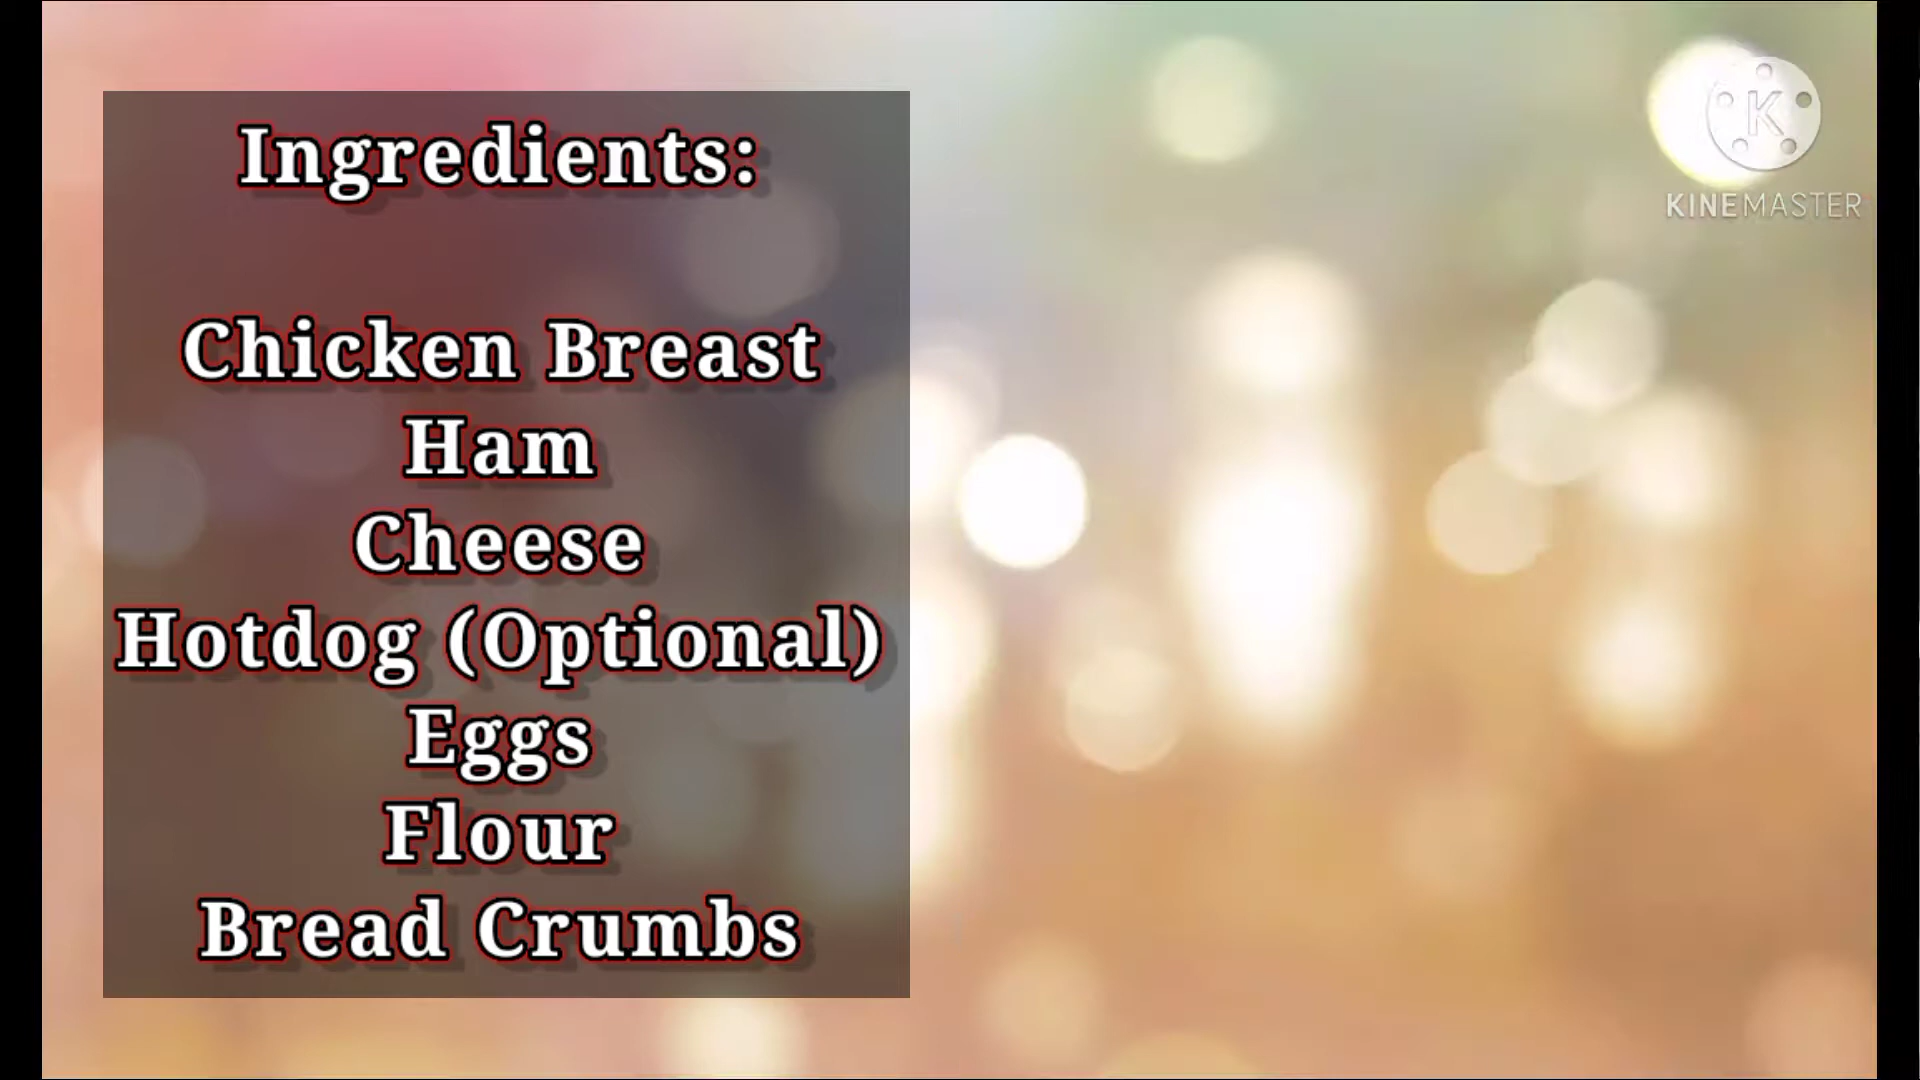 Ingredients:
Chicken Breast
Ham
Cheese
Hotdog (Optional)
Eggs
Flour
Bread Crumbs
K
KINEMASTER